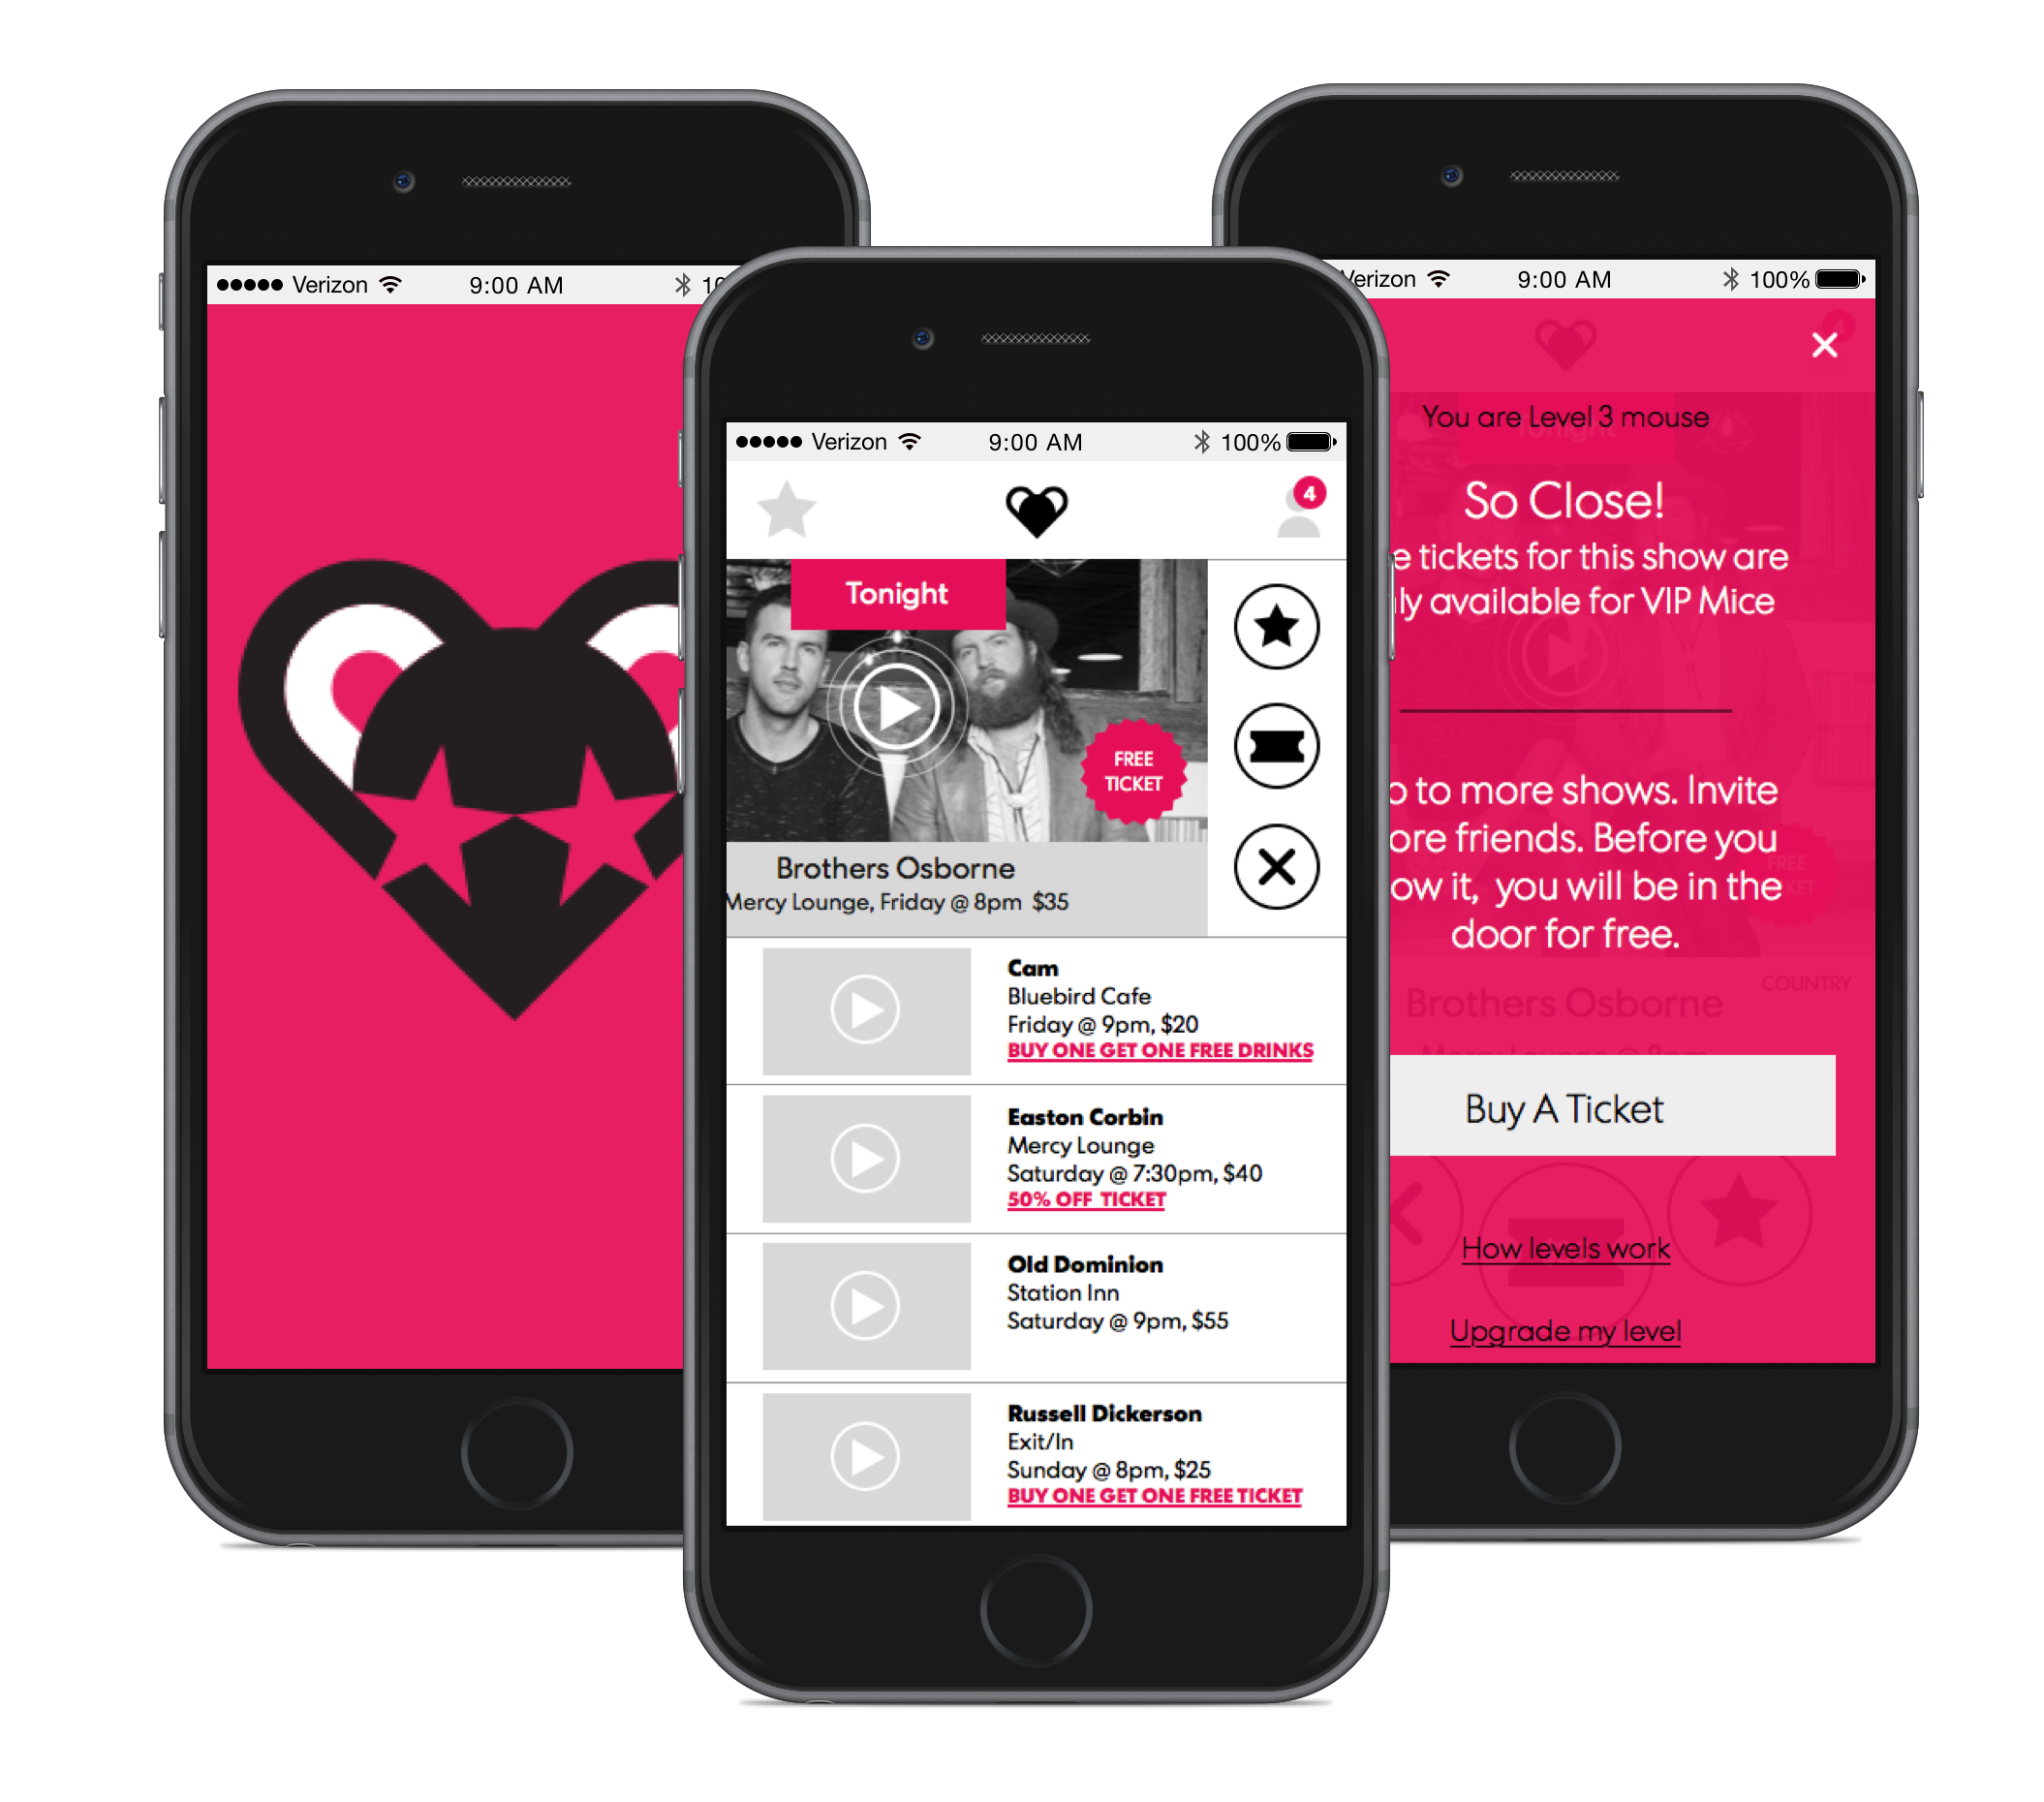 Verizon
9:00 AM
Verizon
9:00 AM
100%
4
Tonight
FREE
TICKET
Brothers Osborne
Mercy Lounge, Friday @ 8pm $35
Cam
Bluebird Cafe
Friday @ 9pm, $20
BUY ONE GET ONE FREE DRINKS
Easton Corbin
Mercy Lounge
Saturday @ 7:30pm, $40
50% OFF TICKET
Old Dominion
Station Inn
Saturday @ 9pm, $55
Russell Dickerson
Exit/In
Sunday @ 8pm, $25
BUY ONE GET ONE FREE TICKET
Verizon
9:00 AM
100%
You are Level 3 mouse
Tonight
So Close!
tickets for this show are
available for VIP Mice
to more shows. Invite
friends. Before you
it, you will be in the
door for free.
FREE
COUNTRY
Brothers Osborne
Mercy Lounge @ 8pm
Buy A Ticket
How levels work
Upgrade my level